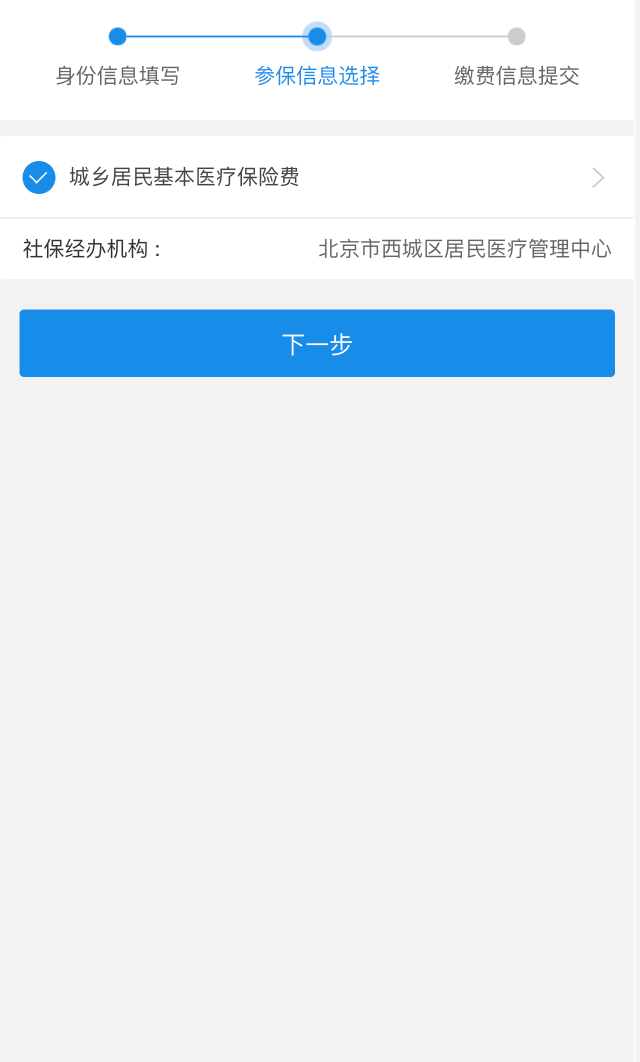 身份信息填写 参保信息选择 缴费信息提交
城乡居民基本医疗保险费
社保经办机构： 北京市西城区居民医疗管理中心
下一步